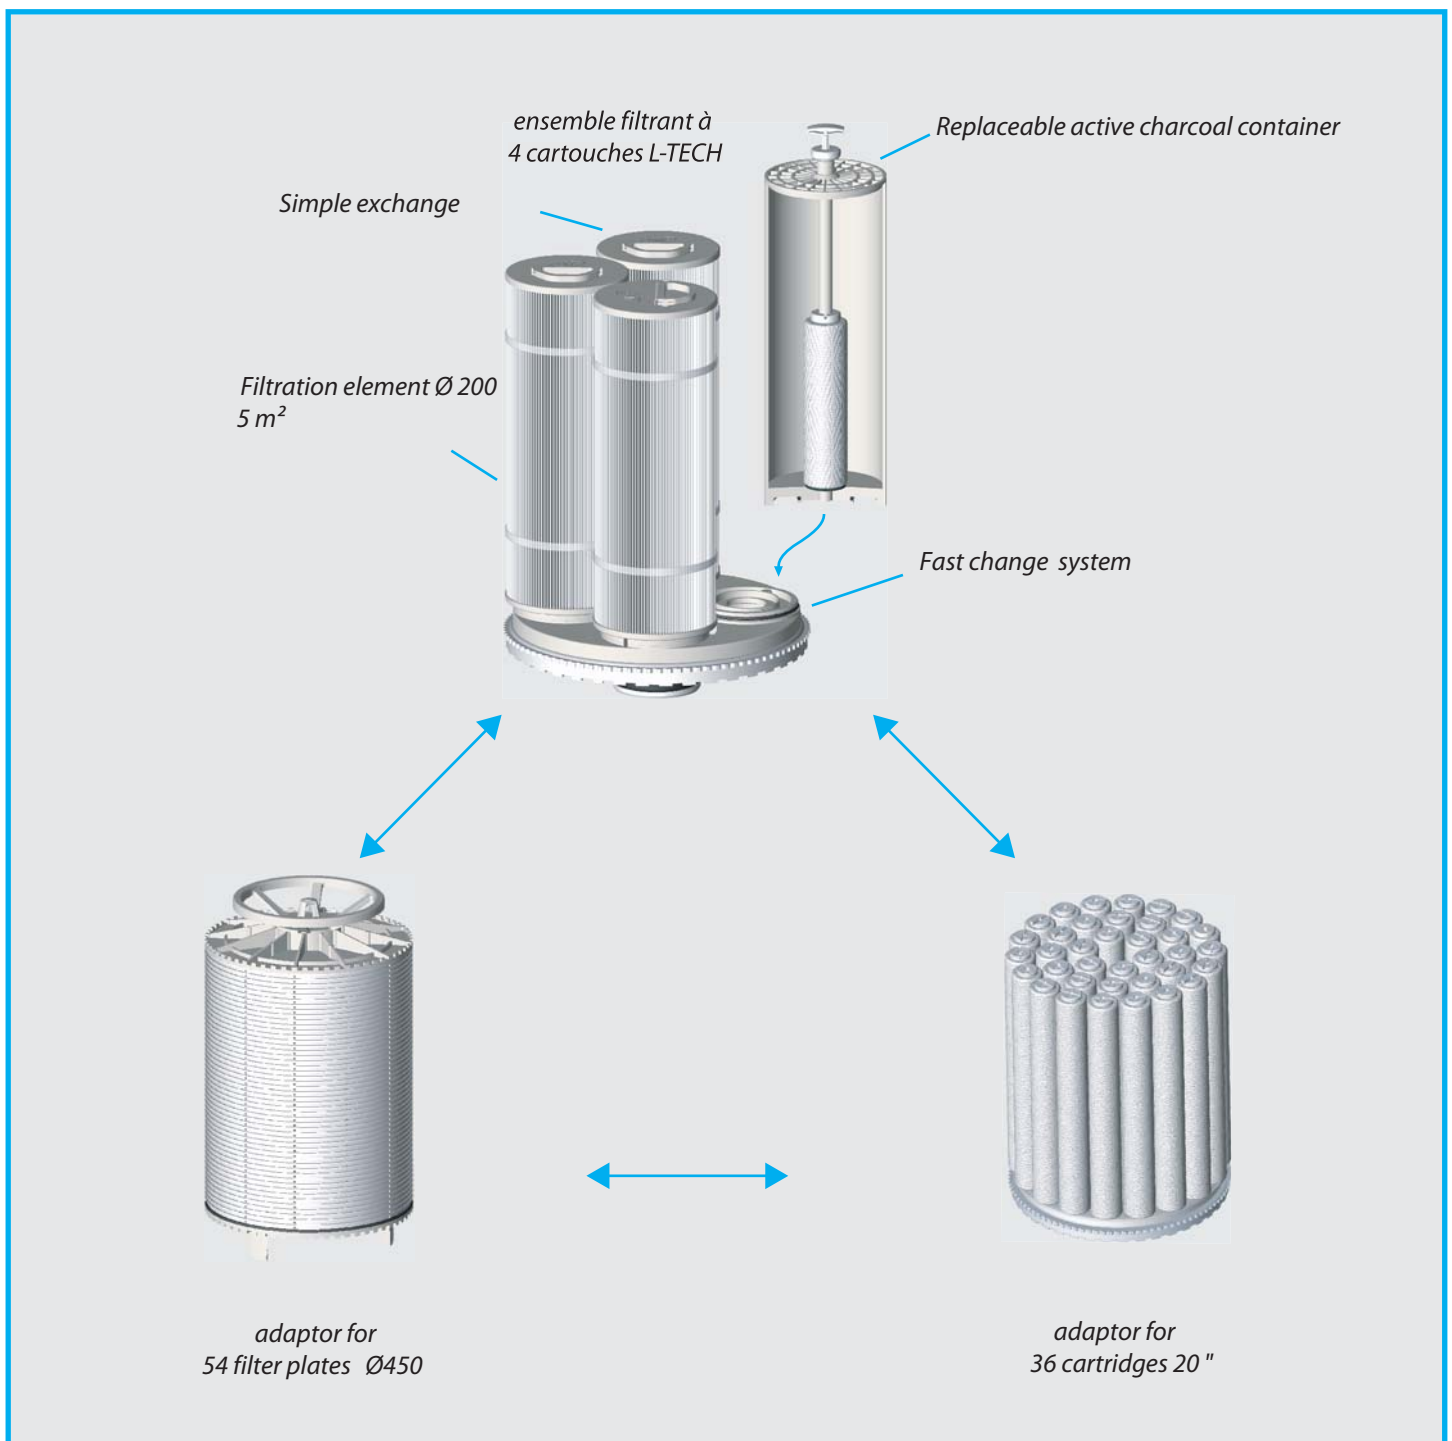 ensemble filtrant à
4 cartouches L-TECH
Replaceable active charcoal container
Simple exchange
Filtration element Ø 200
5 m²
Fast change system
adaptor for
54 filter plates Ø450
adaptor for
36 cartridges 20 "